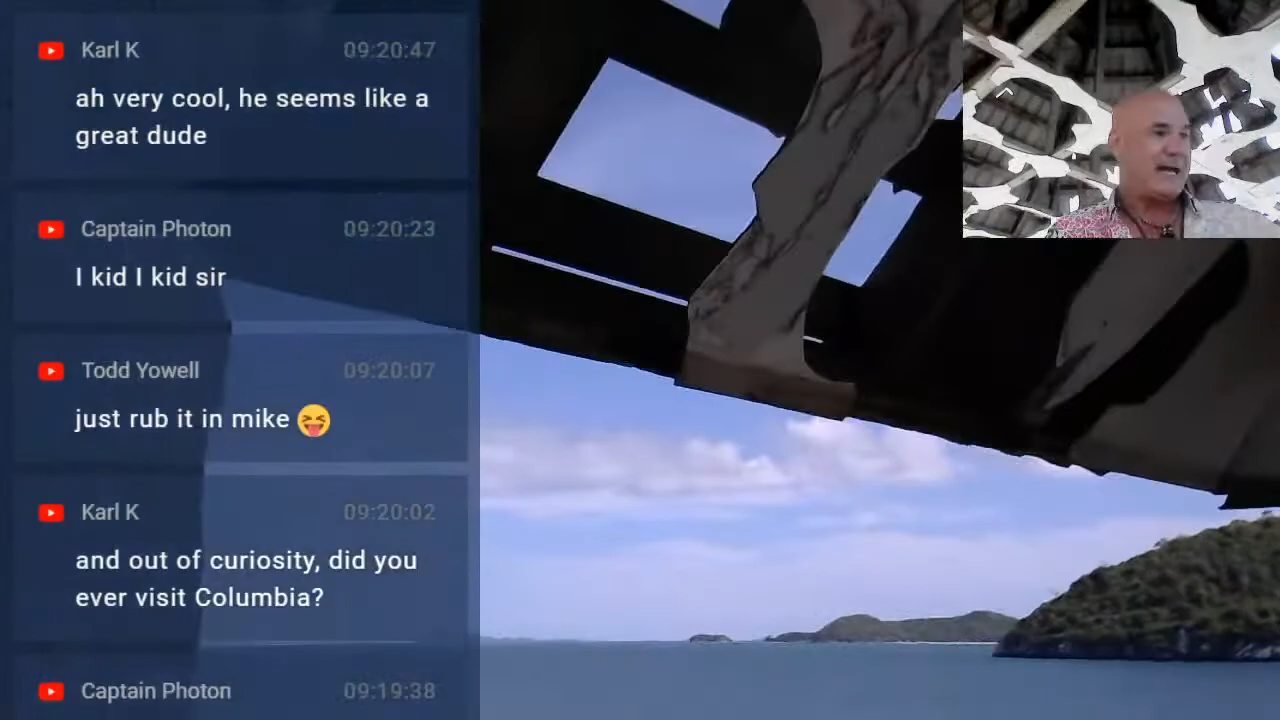 Karl K 09:20:47
ah very cool, he seems like a
great dude
Captain Photon 09:20:23
I kid I kid sir
Todd Yowell 09:20:07
just rub it in mike 😝
Karl K 09:20:02
and out of curiosity, did you
ever visit Columbia?
Captain Photon 09:19:38